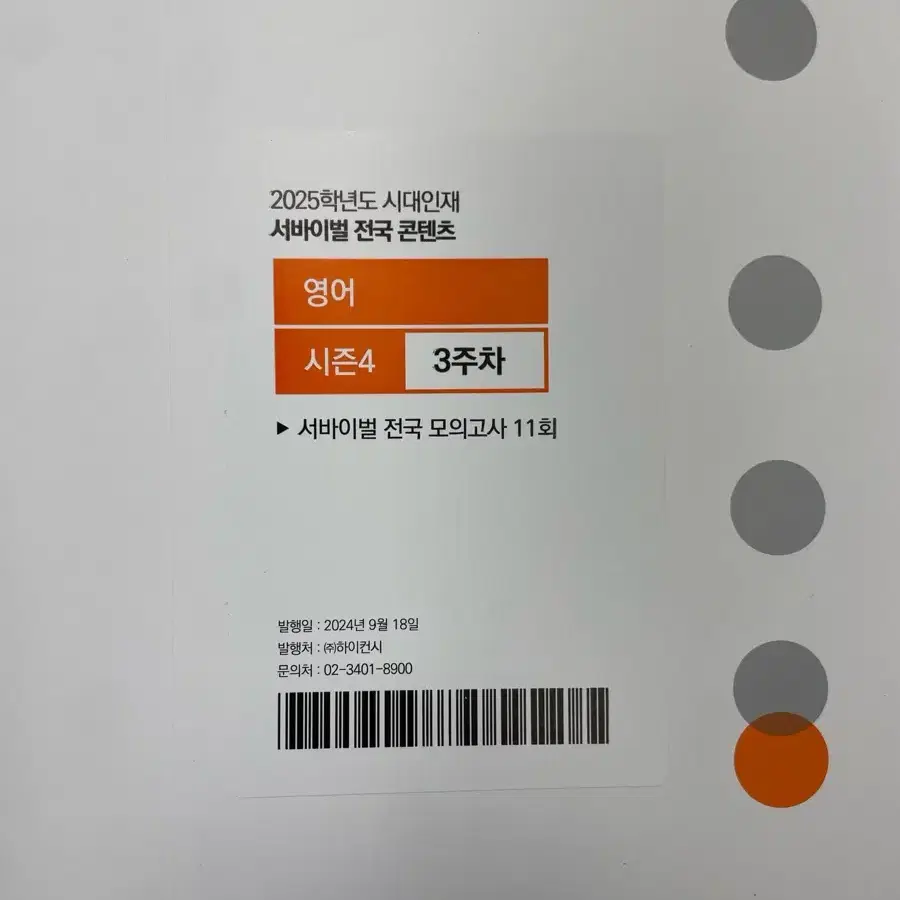 2025학년도 시대인재
서바이벌 전국 콘텐츠
영어
시즌4 3주차
▶ 서바이벌 전국 모의고사 11회
발행일 : 2024년 9월 18일
발행처 : ㈜하이컨시
문의처 : 02-3401-8900